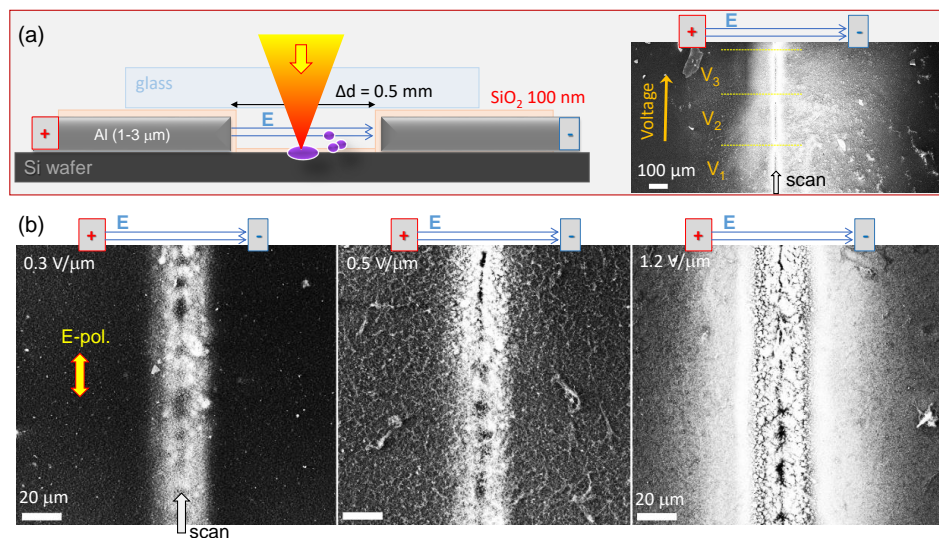 (a)
glass
Δd = 0.5 mm
SiO2 100 nm
E
+
Al (1-3 μm)
-
Si wafer
E
+
-
Voltage
V3
V2
V1
100 μm
scan
(b)
E
+
-
0.3 V/μm
E-pol.
20 μm
scan
E
+
-
0.5 V/μm
E
+
-
1.2 V/μm
20 μm